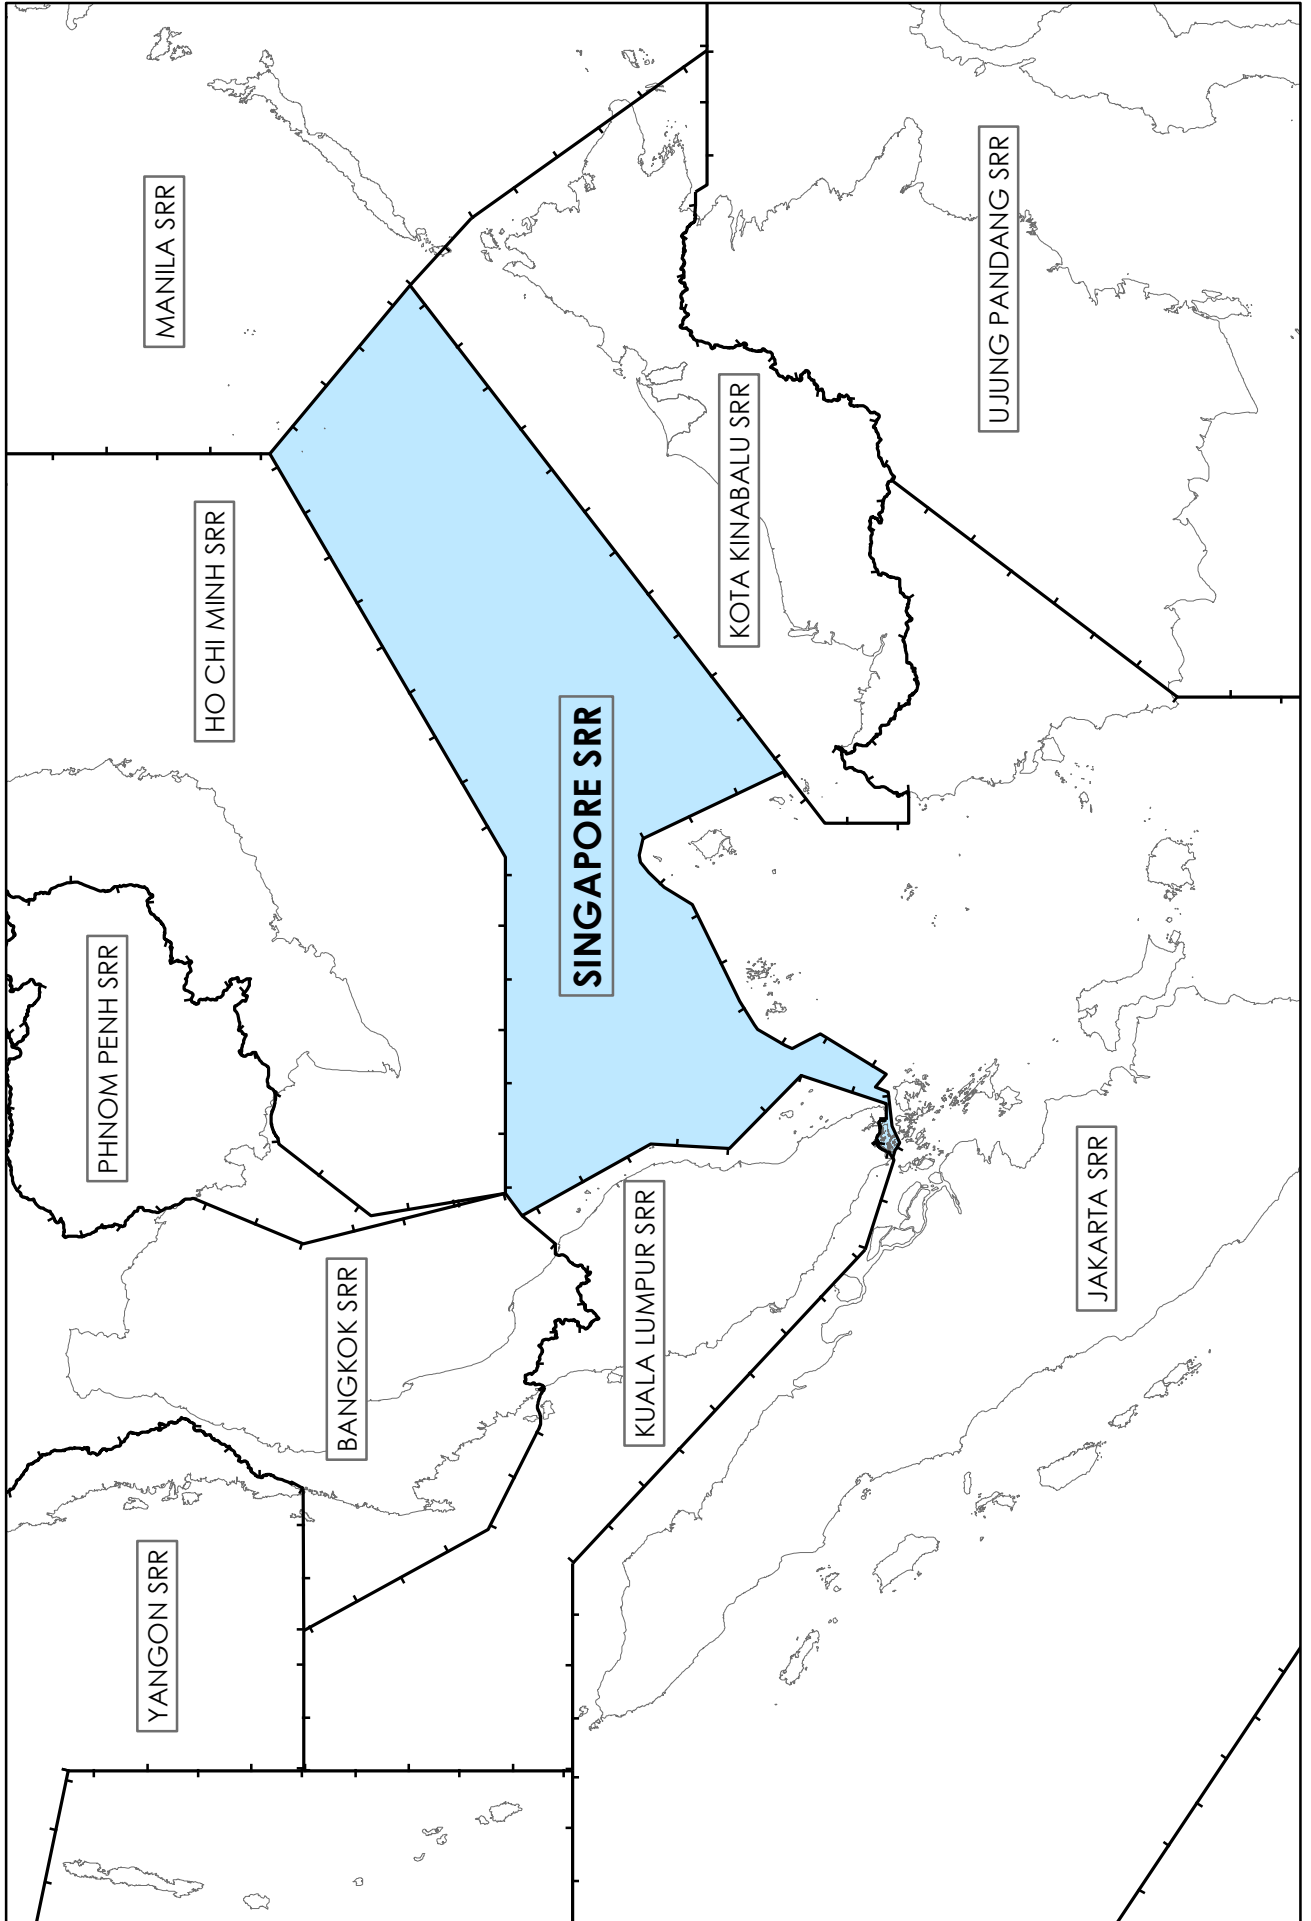 YANGON SRR
BANGKOK SRR
PHNOM PENH SRR
HO CHI MINH SRR
MANILA SRR
KUALA LUMPUR SRR
SINGAPORE SRR
KOTA KINABALU SRR
JAKARTA SRR
UJUNG PANDANG SRR